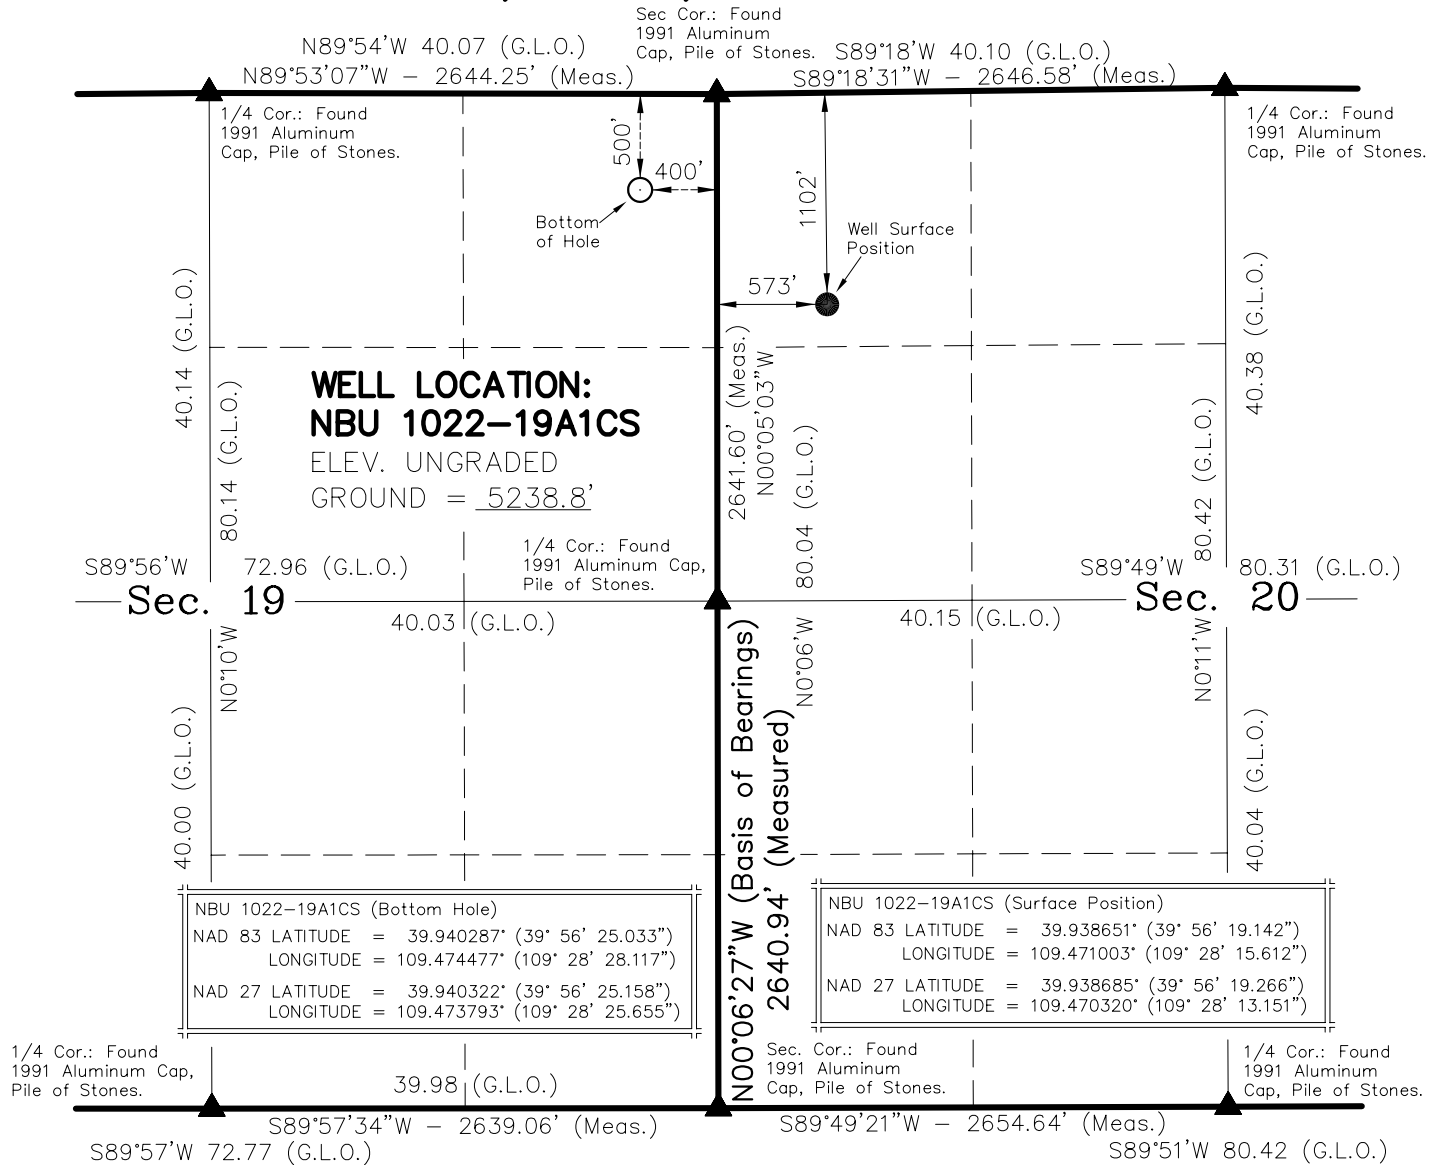 Sec Cor.: Found
1991 Aluminum
Cap, Pile of Stones.
N89°54'W 40.07 (G.L.O.)
N89°53'07"W – 2644.25' (Meas.)
S89°18'W 40.10 (G.L.O.)
S89°18'31"W – 2646.58' (Meas.)
1/4 Cor.: Found
1991 Aluminum
Cap, Pile of Stones.
1/4 Cor.: Found
1991 Aluminum
Cap, Pile of Stones.
500'
400'
Bottom
of Hole
1102'
Well Surface
Position
573'
40.14 (G.L.O.)
80.14 (G.L.O.)
2641.60' (Meas.)
N00°05'03"W
80.04 (G.L.O.)
40.38 (G.L.O.)
80.42 (G.L.O.)
WELL LOCATION:
NBU 1022–19A1CS
ELEV. UNGRADED
GROUND = 5238.8'
1/4 Cor.: Found
1991 Aluminum Cap,
Pile of Stones.
S89°56'W 72.96 (G.L.O.)
Sec. 19
40.03 (G.L.O.)
S89°49'W 80.31 (G.L.O.)
Sec. 20
40.15 (G.L.O.)
N0°10'W
N0°06'W
N0°11'W
40.00 (G.L.O.)
40.04 (G.L.O.)
N00°06'27"W (Basis of Bearings)
2640.94' (Measured)
NBU 1022–19A1CS (Bottom Hole)
NAD 83 LATITUDE = 39.940287° (39° 56' 25.033")
LONGITUDE = 109.474477° (109° 28' 28.117")
NAD 27 LATITUDE = 39.940322° (39° 56' 25.158")
LONGITUDE = 109.473793° (109° 28' 25.655")
NBU 1022–19A1CS (Surface Position)
NAD 83 LATITUDE = 39.938651° (39° 56' 19.142")
LONGITUDE = 109.471003° (109° 28' 15.612")
NAD 27 LATITUDE = 39.938685° (39° 56' 19.266")
LONGITUDE = 109.470320° (109° 28' 13.151")
1/4 Cor.: Found
1991 Aluminum Cap,
Pile of Stones.
39.98 (G.L.O.)
Sec. Cor.: Found
1991 Aluminum
Cap, Pile of Stones.
1/4 Cor.: Found
1991 Aluminum
Cap, Pile of Stones.
S89°57'34"W – 2639.06' (Meas.)
S89°57'W 72.77 (G.L.O.)
S89°49'21"W – 2654.64' (Meas.)
S89°51'W 80.42 (G.L.O.)